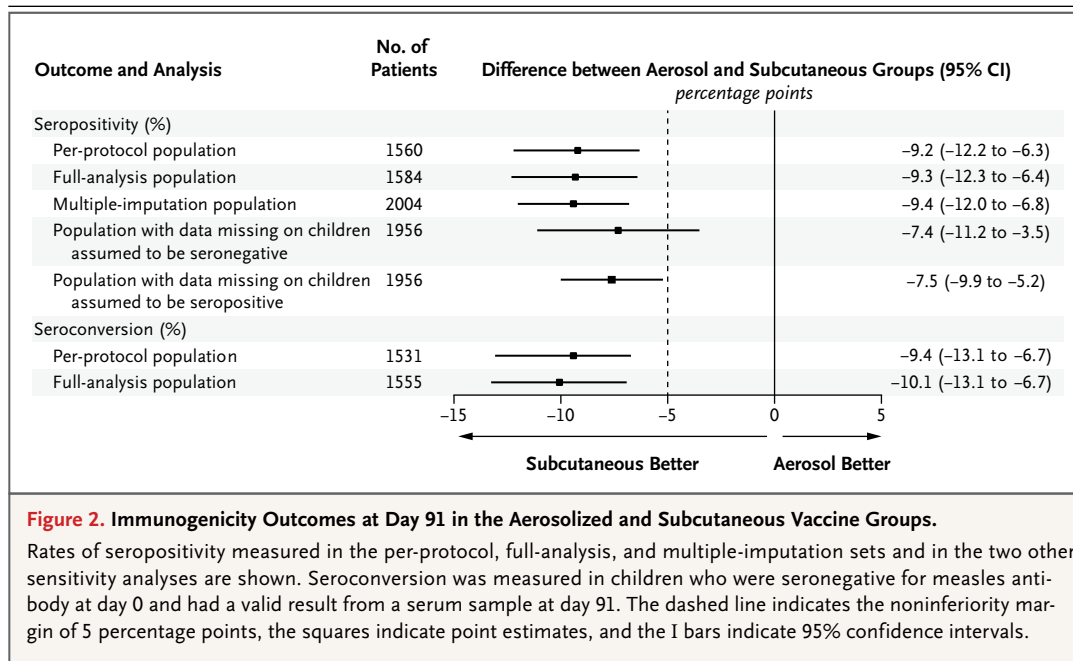 No. of
Outcome and Analysis Patients Difference between Aerosol and Subcutaneous Groups (95% CI)
percentage points
Seropositivity (%)
Per-protocol population 1560 −9.2 (−12.2 to −6.3)
Full-analysis population 1584 −9.3 (−12.3 to −6.4)
Multiple-imputation population 2004 −9.4 (−12.0 to −6.8)
Population with data missing on children 1956 −7.4 (−11.2 to −3.5)
assumed to be seronegative
Population with data missing on children 1956 −7.5 (−9.9 to −5.2)
assumed to be seropositive
Seroconversion (%)
Per-protocol population 1531 −9.4 (−13.1 to −6.7)
Full-analysis population 1555 −10.1 (−13.1 to −6.7)
−15 −10 −5 0 5
Subcutaneous Better Aerosol Better
Figure 2. Immunogenicity Outcomes at Day 91 in the Aerosolized and Subcutaneous Vaccine Groups.
Rates of seropositivity measured in the per-protocol, full-analysis, and multiple-imputation sets and in the two other
sensitivity analyses are shown. Seroconversion was measured in children who were seronegative for measles anti-
body at day 0 and had a valid result from a serum sample at day 91. The dashed line indicates the noninferiority mar-
gin of 5 percentage points, the squares indicate point estimates, and the I bars indicate 95% confidence intervals.